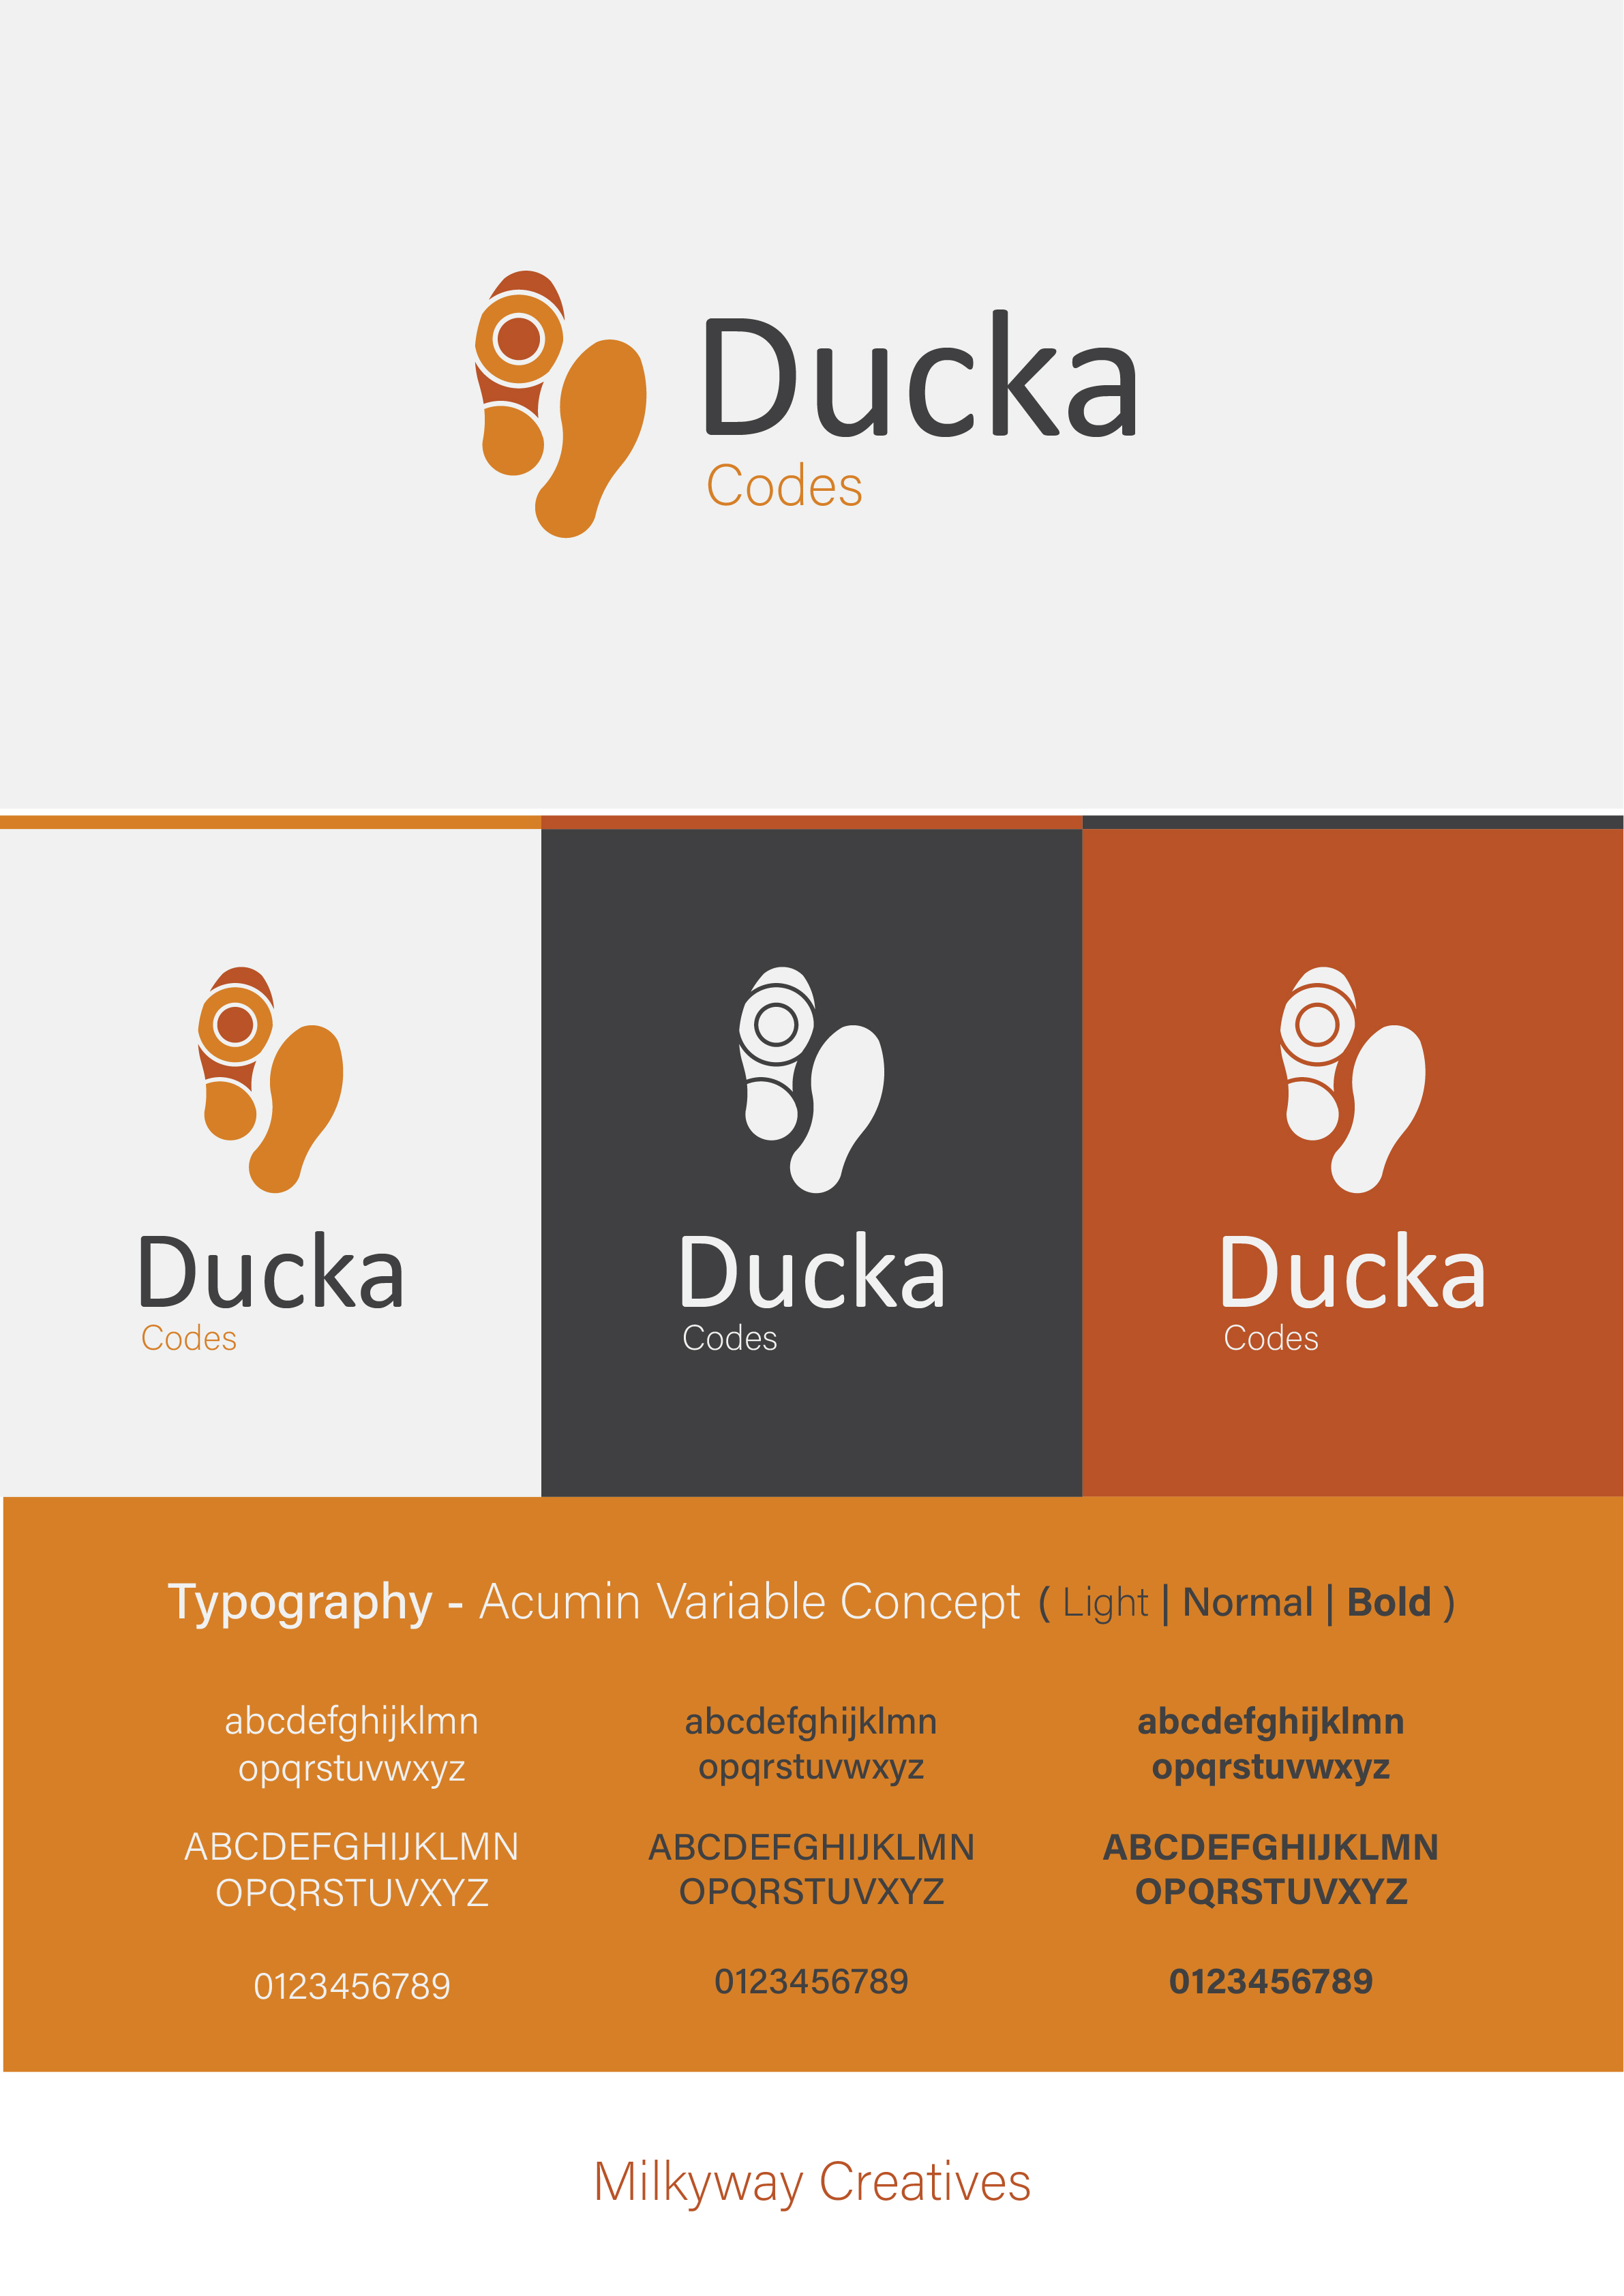 Ducka
Codes
Ducka
Codes
Ducka
Codes
Ducka
Codes
Typography - Acumin Variable Concept ( Light | Normal | Bold )
abcdefghijklmn
opqrstuvwxyz
ABCDEFGHIJKLMN
OPQRSTUVXYZ
0123456789
abcdefghijklmn
opqrstuvwxyz
ABCDEFGHIJKLMN
OPQRSTUVXYZ
0123456789
abcdefghijklmn
opqrstuvwxyz
ABCDEFGHIJKLMN
OPQRSTUVXYZ
0123456789
Milkyway Creatives